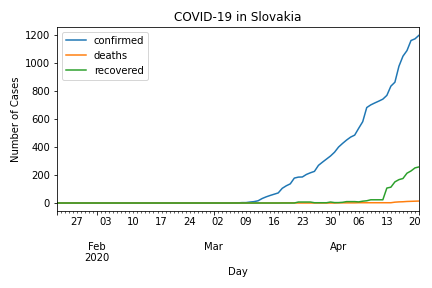 COVID-19 in Slovakia
confirmed
deaths
recovered
Number of Cases
1200
1000
800
600
400
200
0
27 03 10 17 24 02 09 16 23 30 06 13 20
Feb Mar Apr
2020
Day